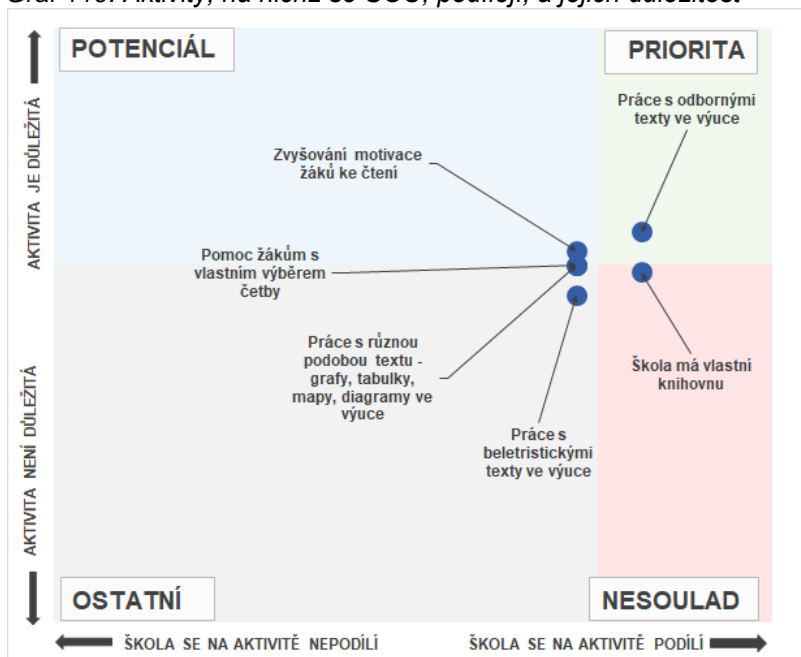 POTENCIÁL
PRIORITA
Práce s odbornými
texty ve výuce
Zvyšování motivace
žáků ke čtení
Pomoc žákům s
vlastním výběrem
četby
Práce s různou
podobou textu -
grafy, tabulky,
mapy, diagramy ve
výuce
Škola má vlastní
knihovnu
Práce s
beletristickými
texty ve výuce
OSTATNÍ
NESOULAD
AKTIVITA JE DŮLEŽITÁ
AKTIVITA NENÍ DŮLEŽITÁ
ŠKOLA SE NA AKTIVITĚ NEPODÍLÍ
ŠKOLA SE NA AKTIVITĚ PODÍLÍ